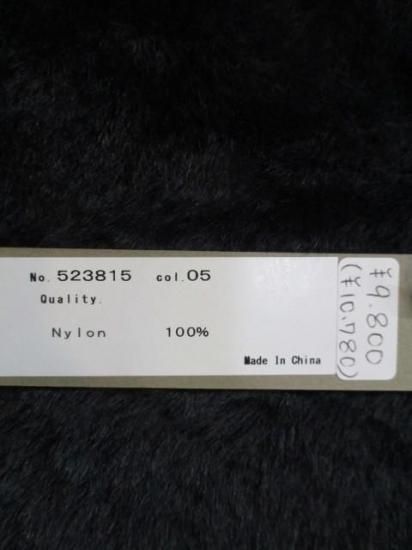 No. 523815 col.05
Quality.
Nylon 100%
Made In China
¥9.800
(¥10.780)